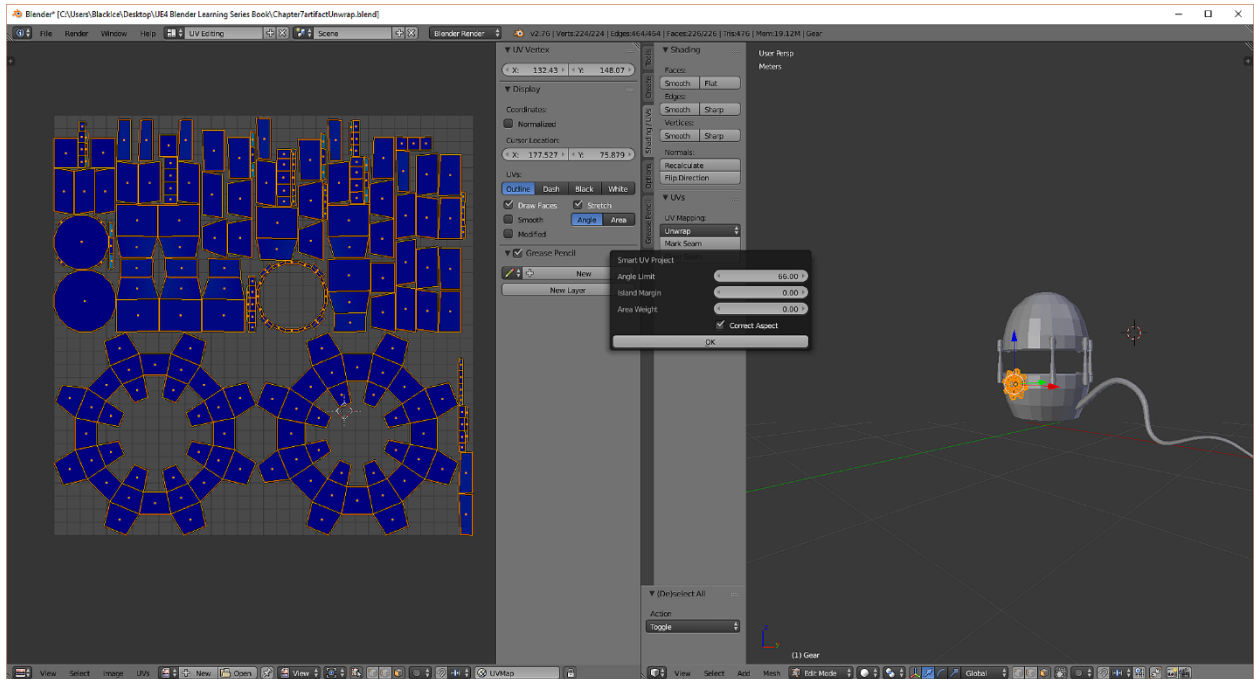 Blender* [C:\Users\BlackIce\Desktop\UE4 Blender Learning Series Book\Chapter7artifactUnwrap.blend]
File Render Window Help UV Editing Scene Blender Render v2.76 | Verts:224/224 | Edges:464/464 | Faces:226/226 | Tris:476 | Mem:19.12M | Gear
UV Vertex
X: 132.43 Y: 148.07
Display
Coordinates:
Normalized
Cursor Location:
X: 177.527 Y: 75.879
UVs:
Outline Dash Black White
Draw Faces Stretch
Smooth Angle Area
Modified
Grease Pencil
New
New Layer
Tools
Create
Shading / UVs
Options
Grease Pencil
Shading
Faces:
Smooth Flat
Edges:
Smooth Sharp
Vertices:
Smooth Sharp
Normals:
Recalculate
Flip Direction
UVs
UV Mapping:
Unwrap
Mark Seam
Smart UV Project
Angle Limit 66.00
Island Margin 0.00
Area Weight 0.00
Correct Aspect
OK
(De)select All
Action
Toggle
User Persp
Meters
z
y
(1) Gear
View Select Image UVs New Open View UVMap
View Select Add Mesh Edit Mode Global